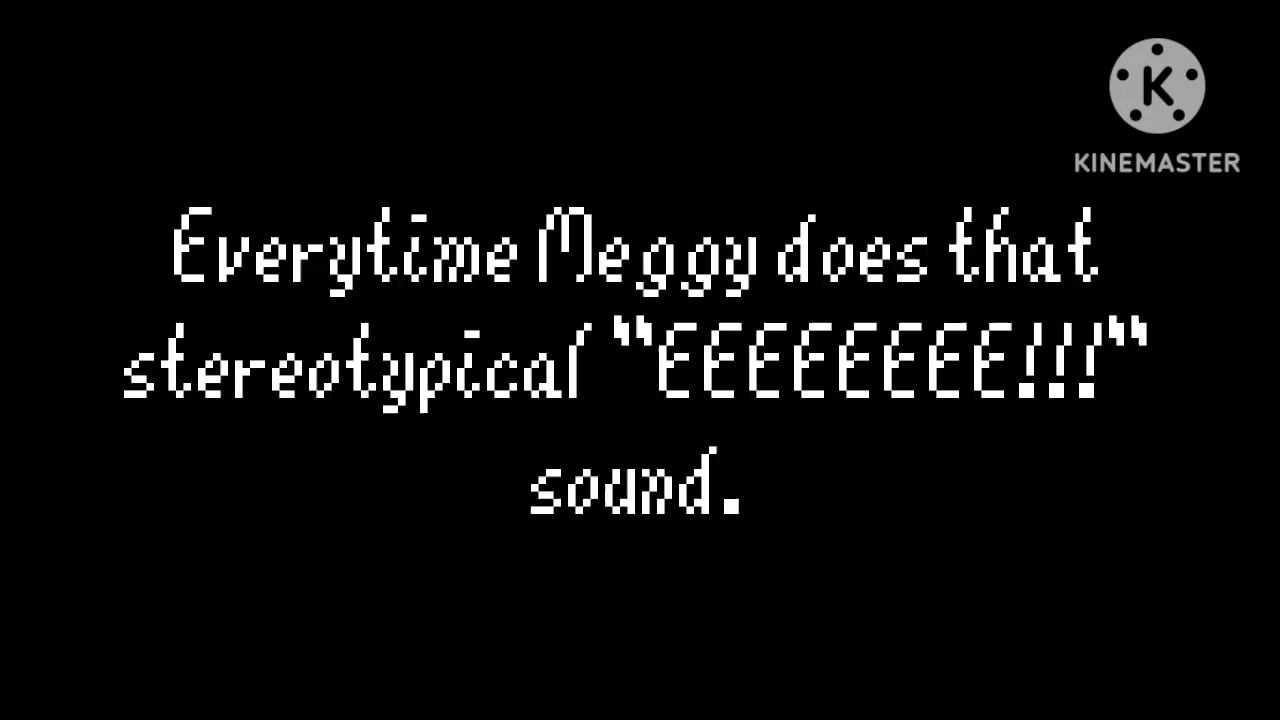 K
KINEMASTER
Everytime Meggy does that
stereotypical "EEEEEEEE!!!"
sound.